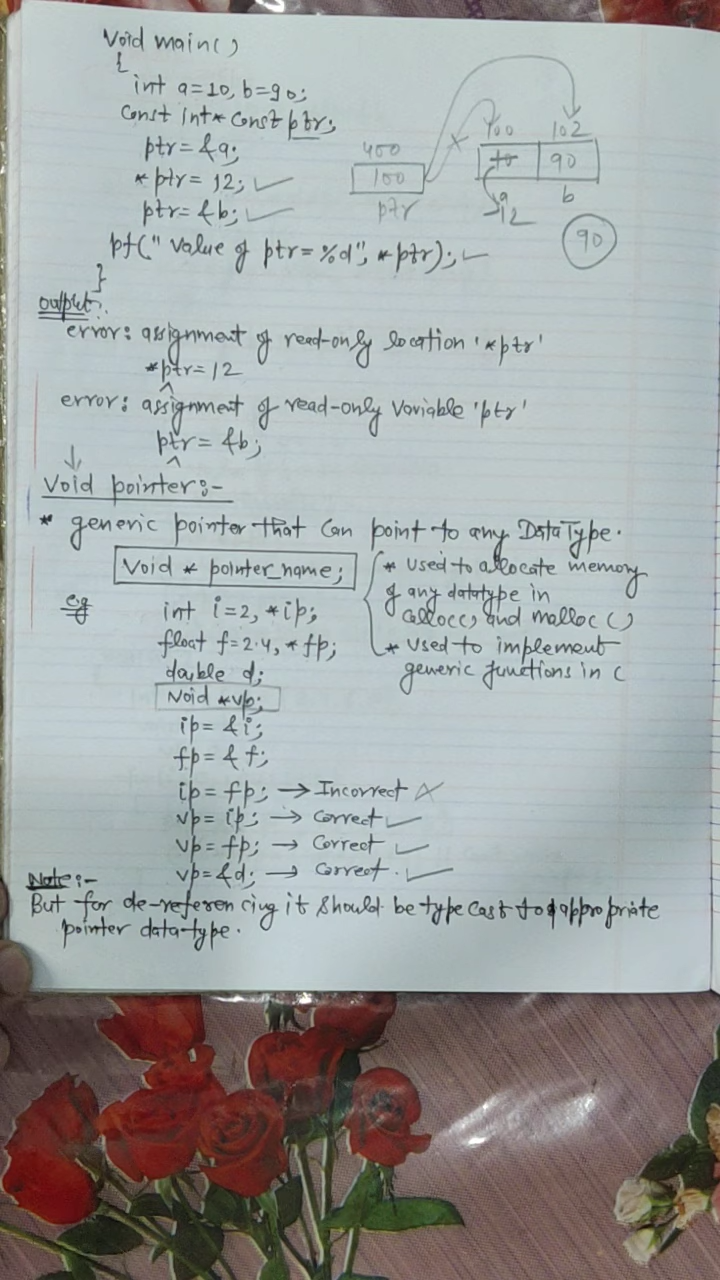 Void main()
{
int a=10, b=90;
Const int* Const ptr;
ptr = &a;
* ptr = 12; ✓
ptr = &b; ✓
pf(" value of ptr = %d", *ptr); ✓
}
400
100
ptr
100 102
10 90
a b
12
90
output:
error: assignment of read-only location '*ptr'
*ptr = 12
^
error: assignment of read-only Variable 'ptr'
ptr = &b;
^
Void pointer:-
* generic pointer that can point to any DataType.
Void * pointer_name;
* Used to allocate memory
of any datatype in
calloc() and malloc()
* Used to implement
generic functions in C
eg
int i=2, *ip;
float f=2.4, *fp;
double d;
Void *vp;
ip = &i;
fp = &f;
ip = fp; → Incorrect ✗
vp = ip; → Correct ✓
vp = fp; → Correct ✓
vp = &d; → Correct. ✓
Note:-
But for de-referencing it should be type cast to appropriate
pointer data-type.